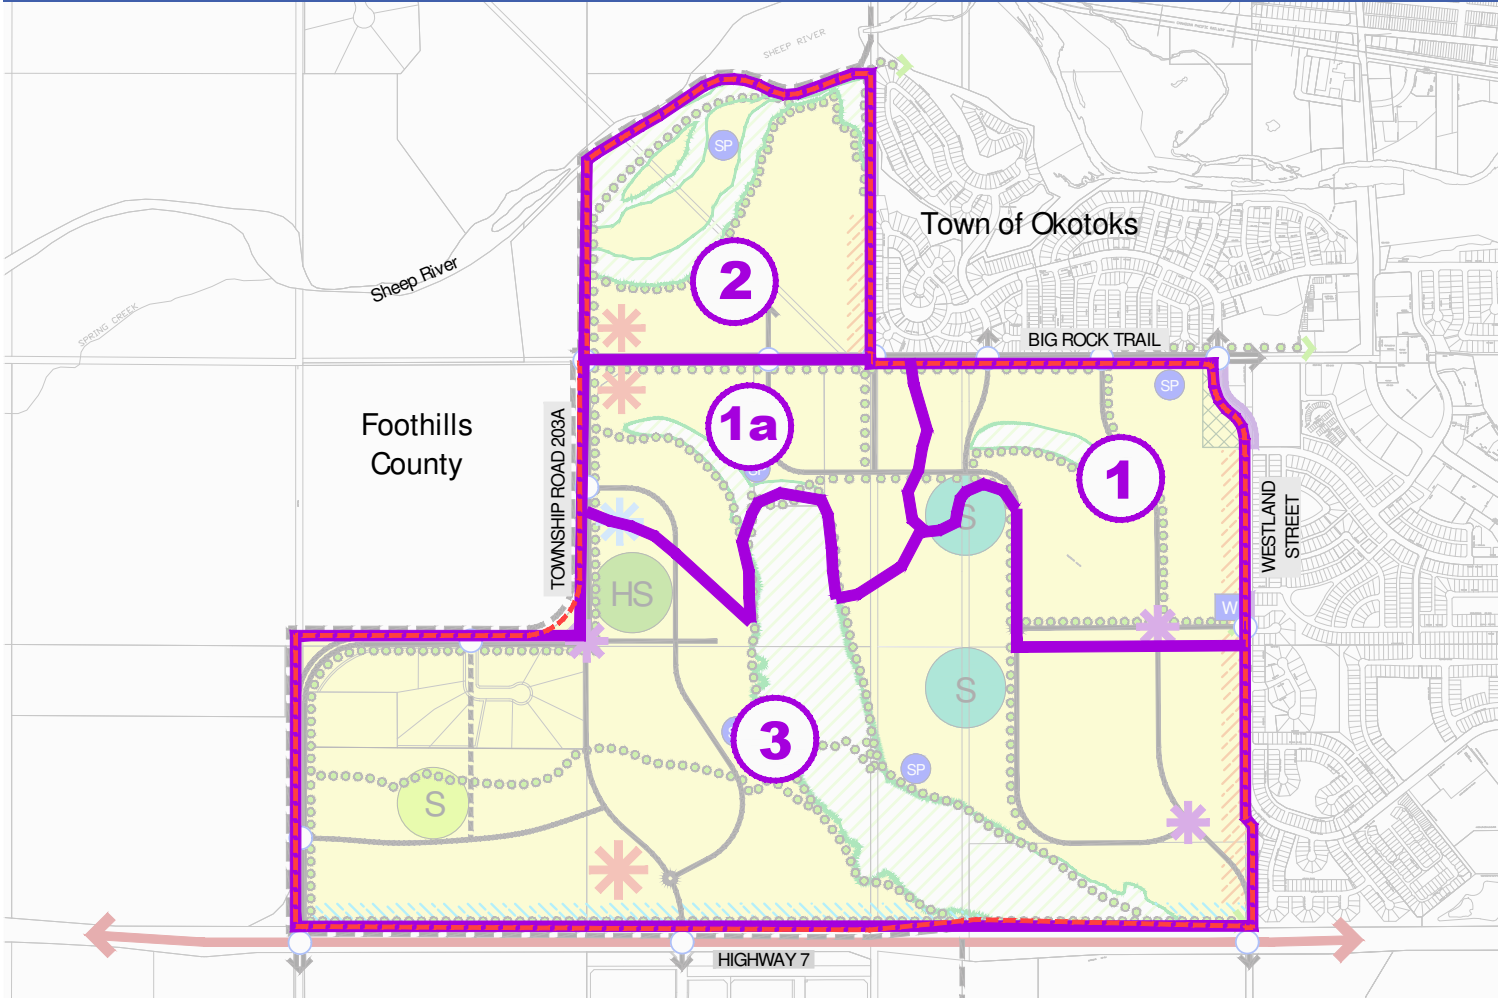 SHEEP RIVER
SP
Town of Okotoks
2
Sheep River
SPRING CREEK
BIG ROCK TRAIL
SP
Foothills
County
TOWNSHIP ROAD 203A
1a
SP
1
S
WESTLAND
STREET
HS
W
S
3
SP
S
HIGHWAY 7